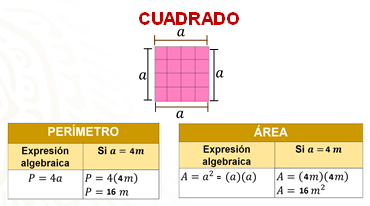 CUADRADO
a
a
a
a
PERÍMETRO
Expresión algebraica
Si a = 4m
P = 4a
P = 4(4m)
P = 16 m
ÁREA
Expresión algebraica
Si a = 4 m
A = a² = (a)(a)
A = (4m)(4m)
A = 16 m²